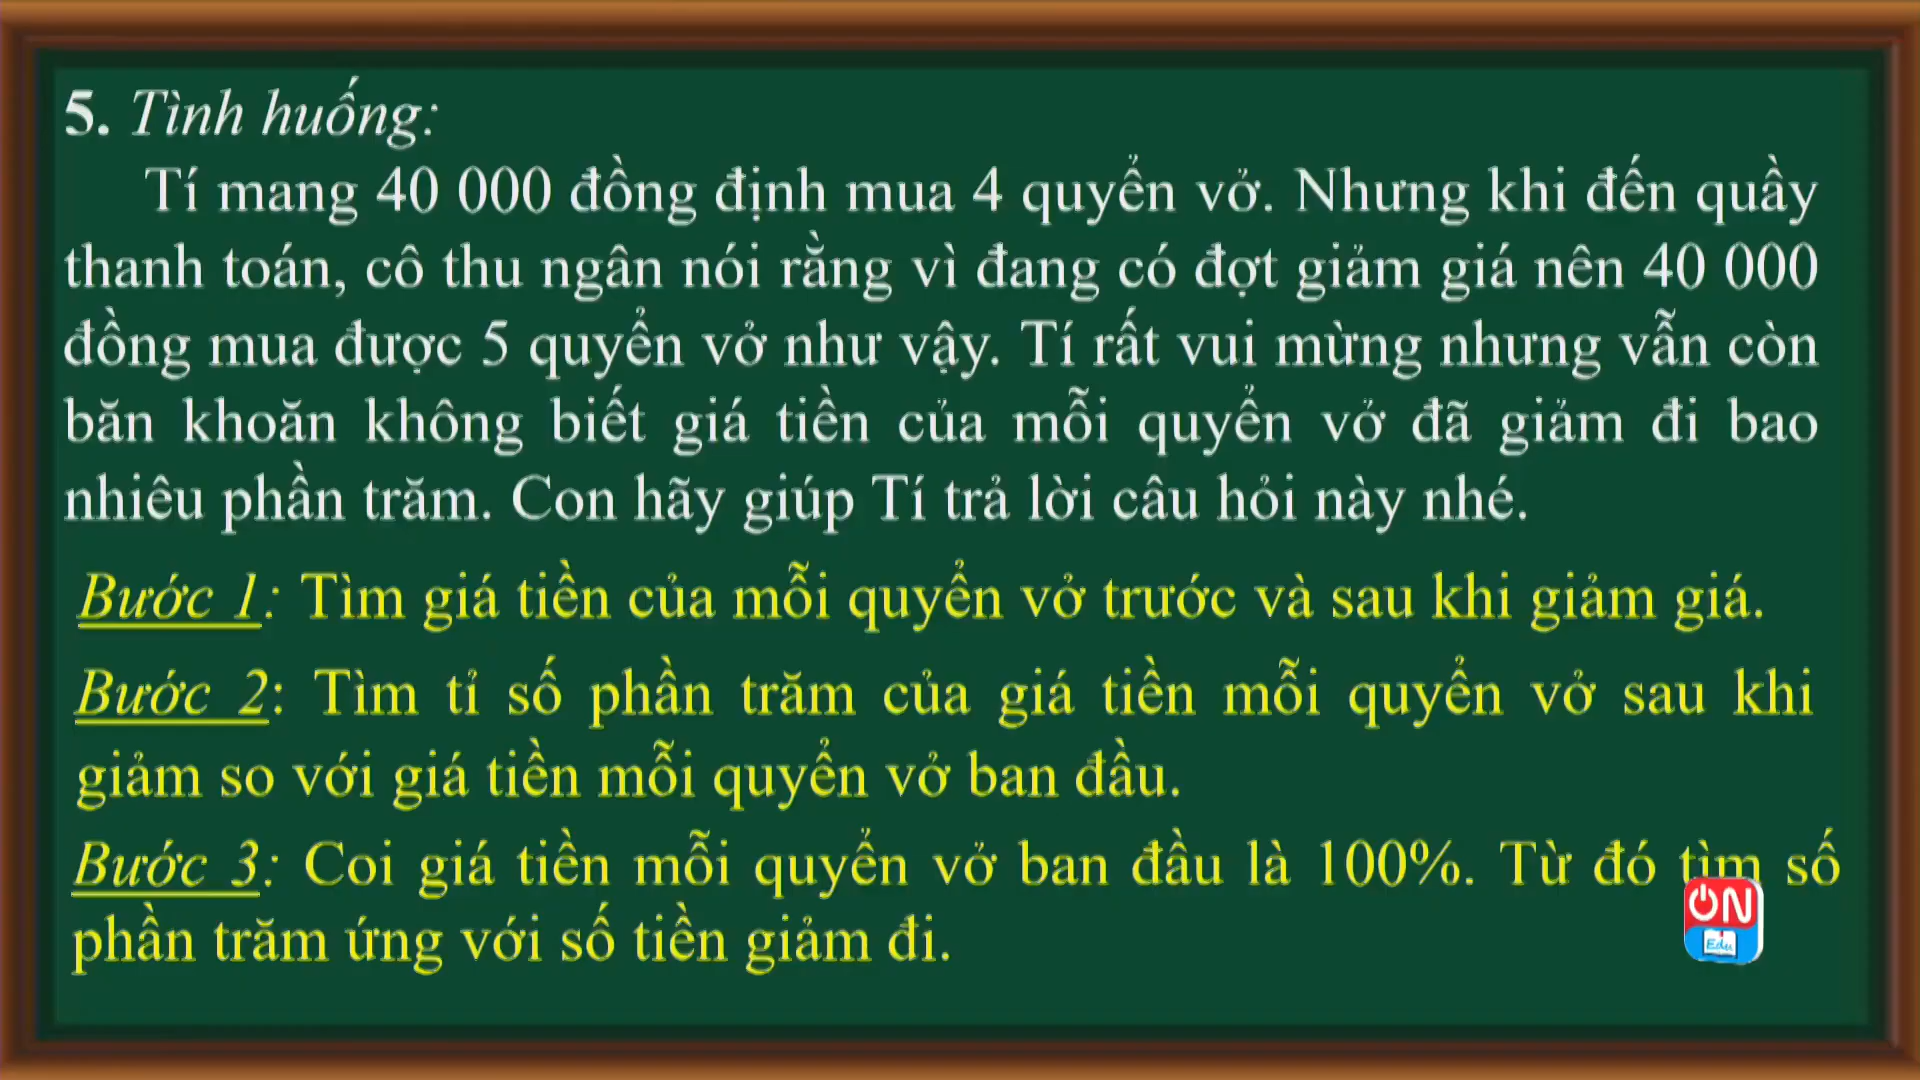 5. Tình huống:
Tí mang 40 000 đồng định mua 4 quyển vở. Nhưng khi đến quầy
thanh toán, cô thu ngân nói rằng vì đang có đợt giảm giá nên 40 000
đồng mua được 5 quyển vở như vậy. Tí rất vui mừng nhưng vẫn còn
băn khoăn không biết giá tiền của mỗi quyển vở đã giảm đi bao
nhiêu phần trăm. Con hãy giúp Tí trả lời câu hỏi này nhé.
Bước 1: Tìm giá tiền của mỗi quyển vở trước và sau khi giảm giá.
Bước 2: Tìm tỉ số phần trăm của giá tiền mỗi quyển vở sau khi
giảm so với giá tiền mỗi quyển vở ban đầu.
Bước 3: Coi giá tiền mỗi quyển vở ban đầu là 100%. Từ đó tìm số
phần trăm ứng với số tiền giảm đi.
ON
Edu